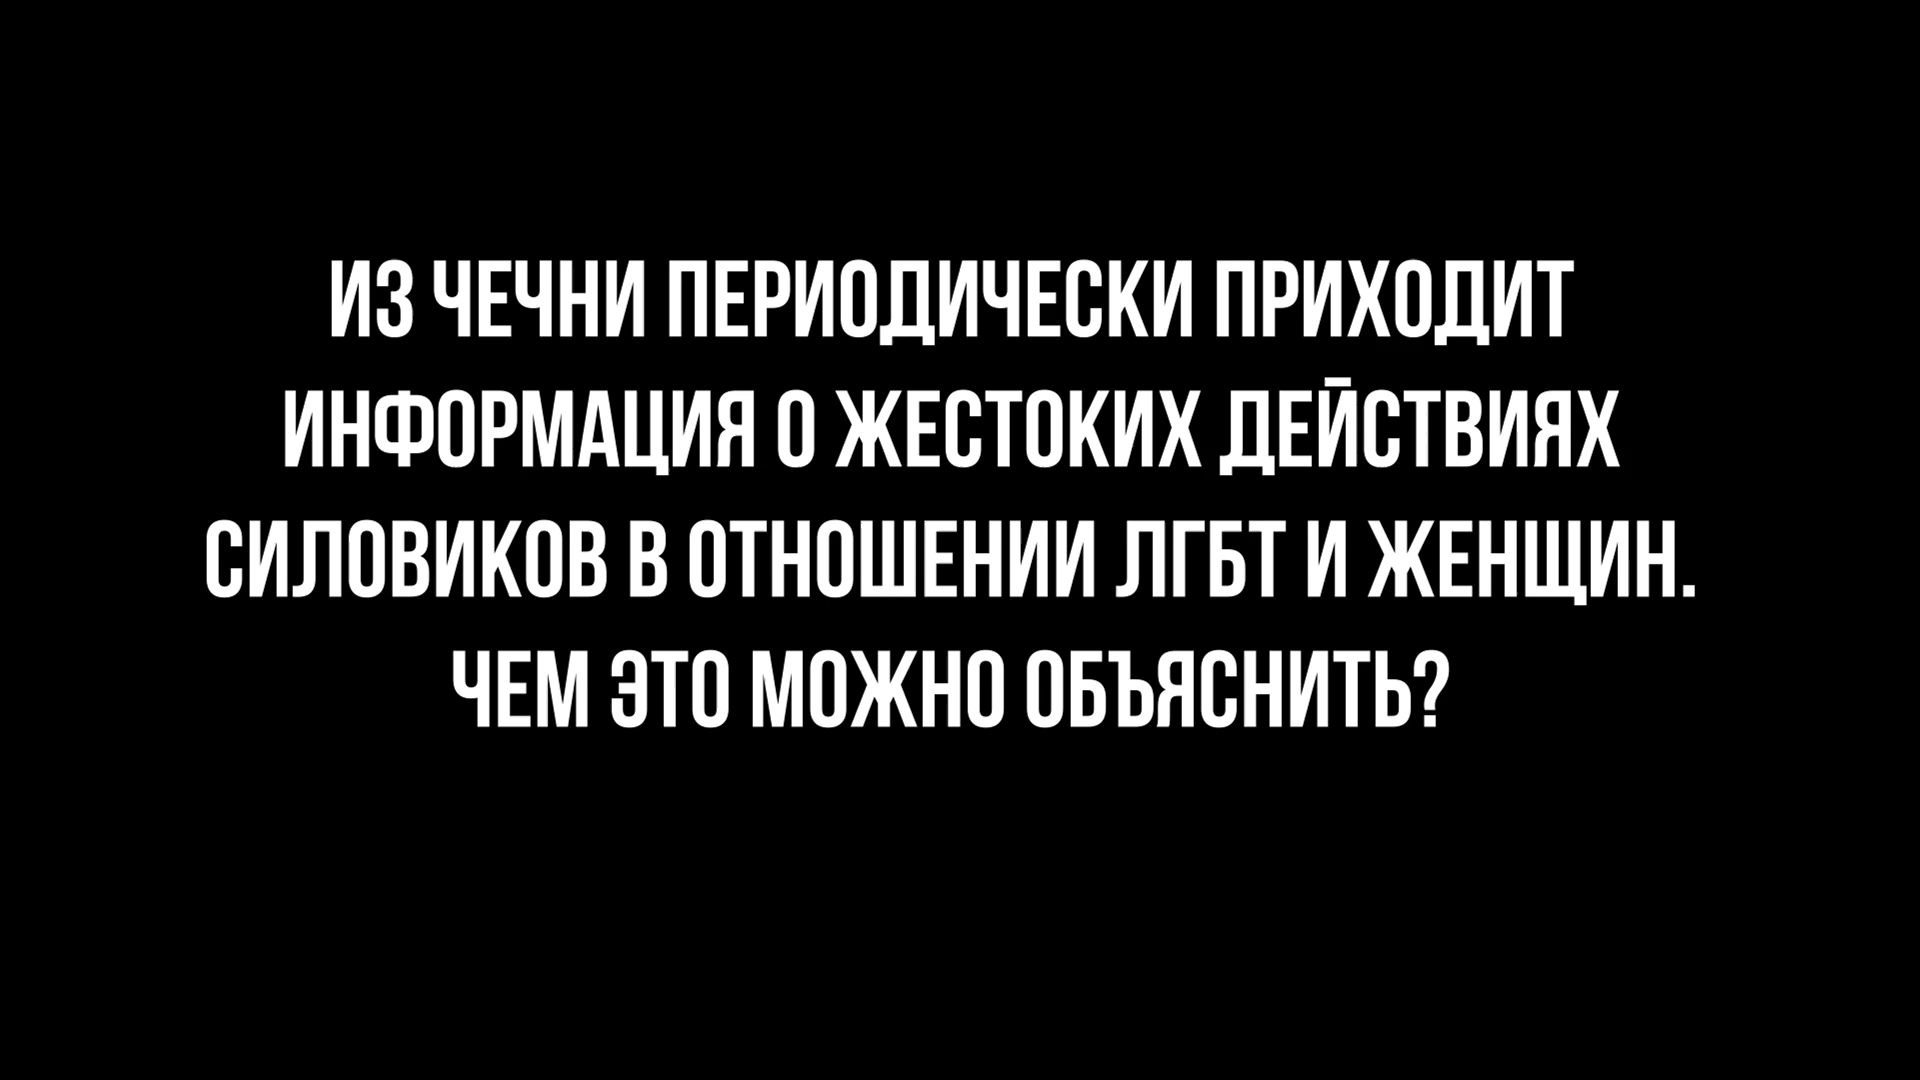 ИЗ ЧЕЧНИ ПЕРИОДИЧЕСКИ ПРИХОДИТ
ИНФОРМАЦИЯ О ЖЕСТОКИХ ДЕЙСТВИЯХ
СИЛОВИКОВ В ОТНОШЕНИИ ЛГБТ И ЖЕНЩИН.
ЧЕМ ЭТО МОЖНО ОБЪЯСНИТЬ?